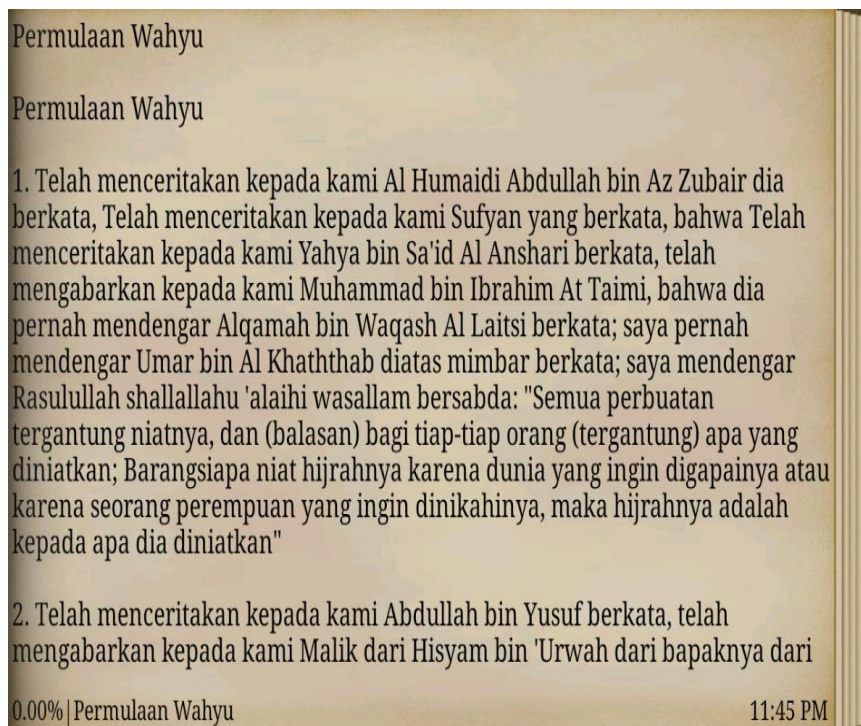 Permulaan Wahyu
Permulaan Wahyu
1. Telah menceritakan kepada kami Al Humaidi Abdullah bin Az Zubair dia
berkata, Telah menceritakan kepada kami Sufyan yang berkata, bahwa Telah
menceritakan kepada kami Yahya bin Sa'id Al Anshari berkata, telah
mengabarkan kepada kami Muhammad bin Ibrahim At Taimi, bahwa dia
pernah mendengar Alqamah bin Waqash Al Laitsi berkata; saya pernah
mendengar Umar bin Al Khaththab diatas mimbar berkata; saya mendengar
Rasulullah shallallahu 'alaihi wasallam bersabda: "Semua perbuatan
tergantung niatnya, dan (balasan) bagi tiap-tiap orang (tergantung) apa yang
diniatkan; Barangsiapa niat hijrahnya karena dunia yang ingin digapainya atau
karena seorang perempuan yang ingin dinikahinya, maka hijrahnya adalah
kepada apa dia diniatkan"
2. Telah menceritakan kepada kami Abdullah bin Yusuf berkata, telah
mengabarkan kepada kami Malik dari Hisyam bin 'Urwah dari bapaknya dari
0.00%|Permulaan Wahyu 11:45 PM